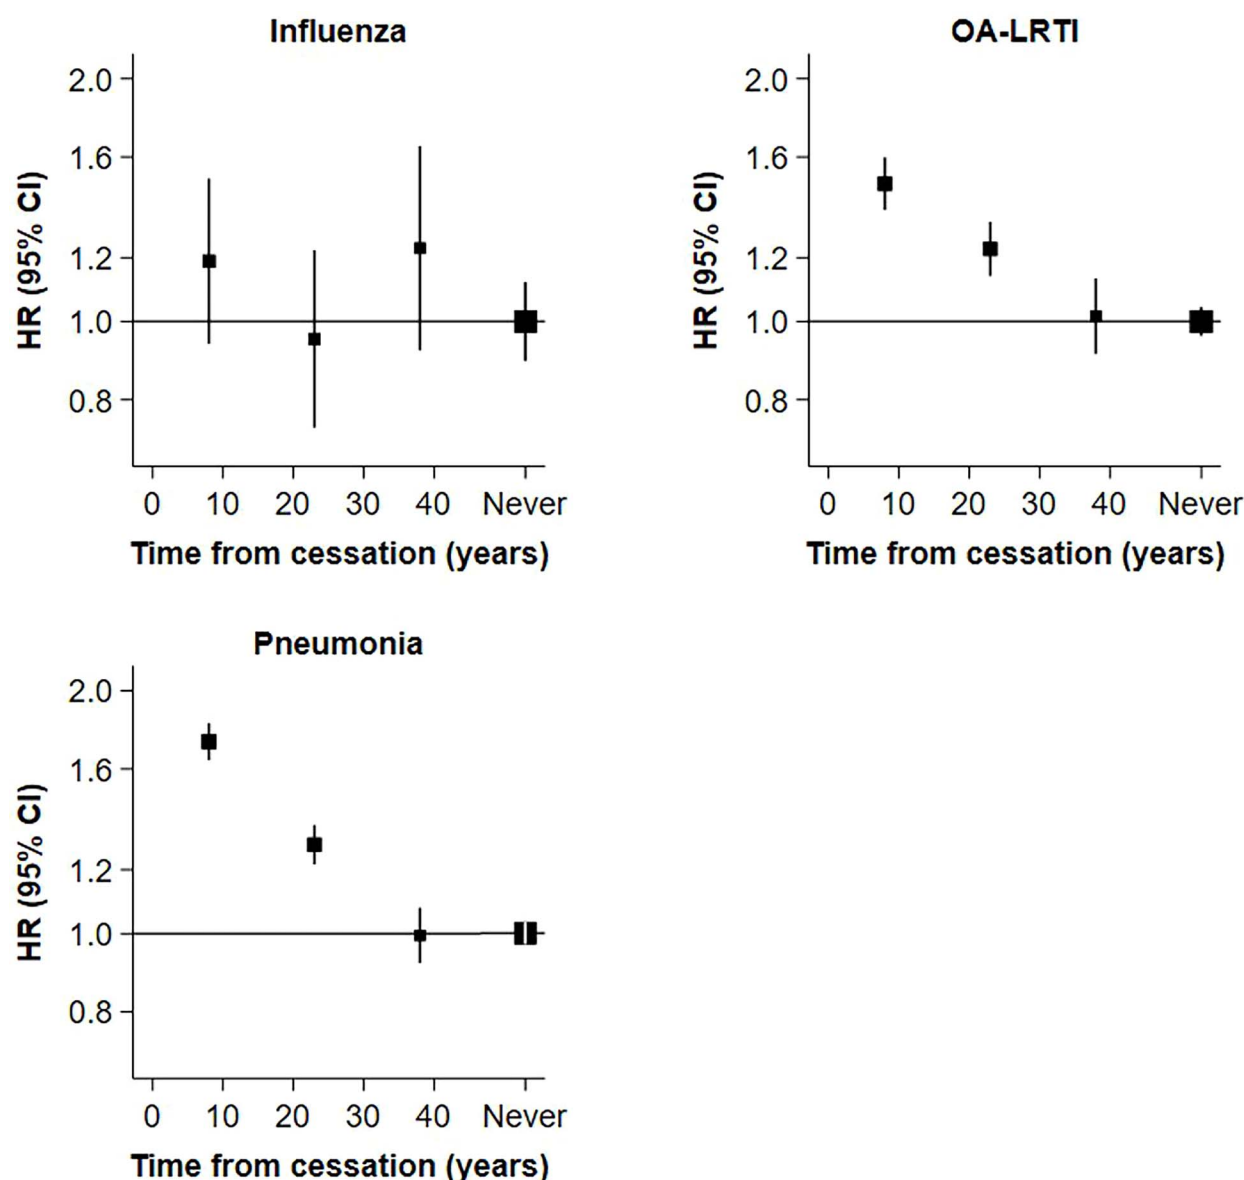 Influenza
2.0
1.6
1.2
1.0
0.8
HR (95% CI)
0 10 20 30 40 Never
Time from cessation (years)
OA-LRTI
2.0
1.6
1.2
1.0
0.8
HR (95% CI)
0 10 20 30 40 Never
Time from cessation (years)
Pneumonia
2.0
1.6
1.2
1.0
0.8
HR (95% CI)
0 10 20 30 40 Never
Time from cessation (years)